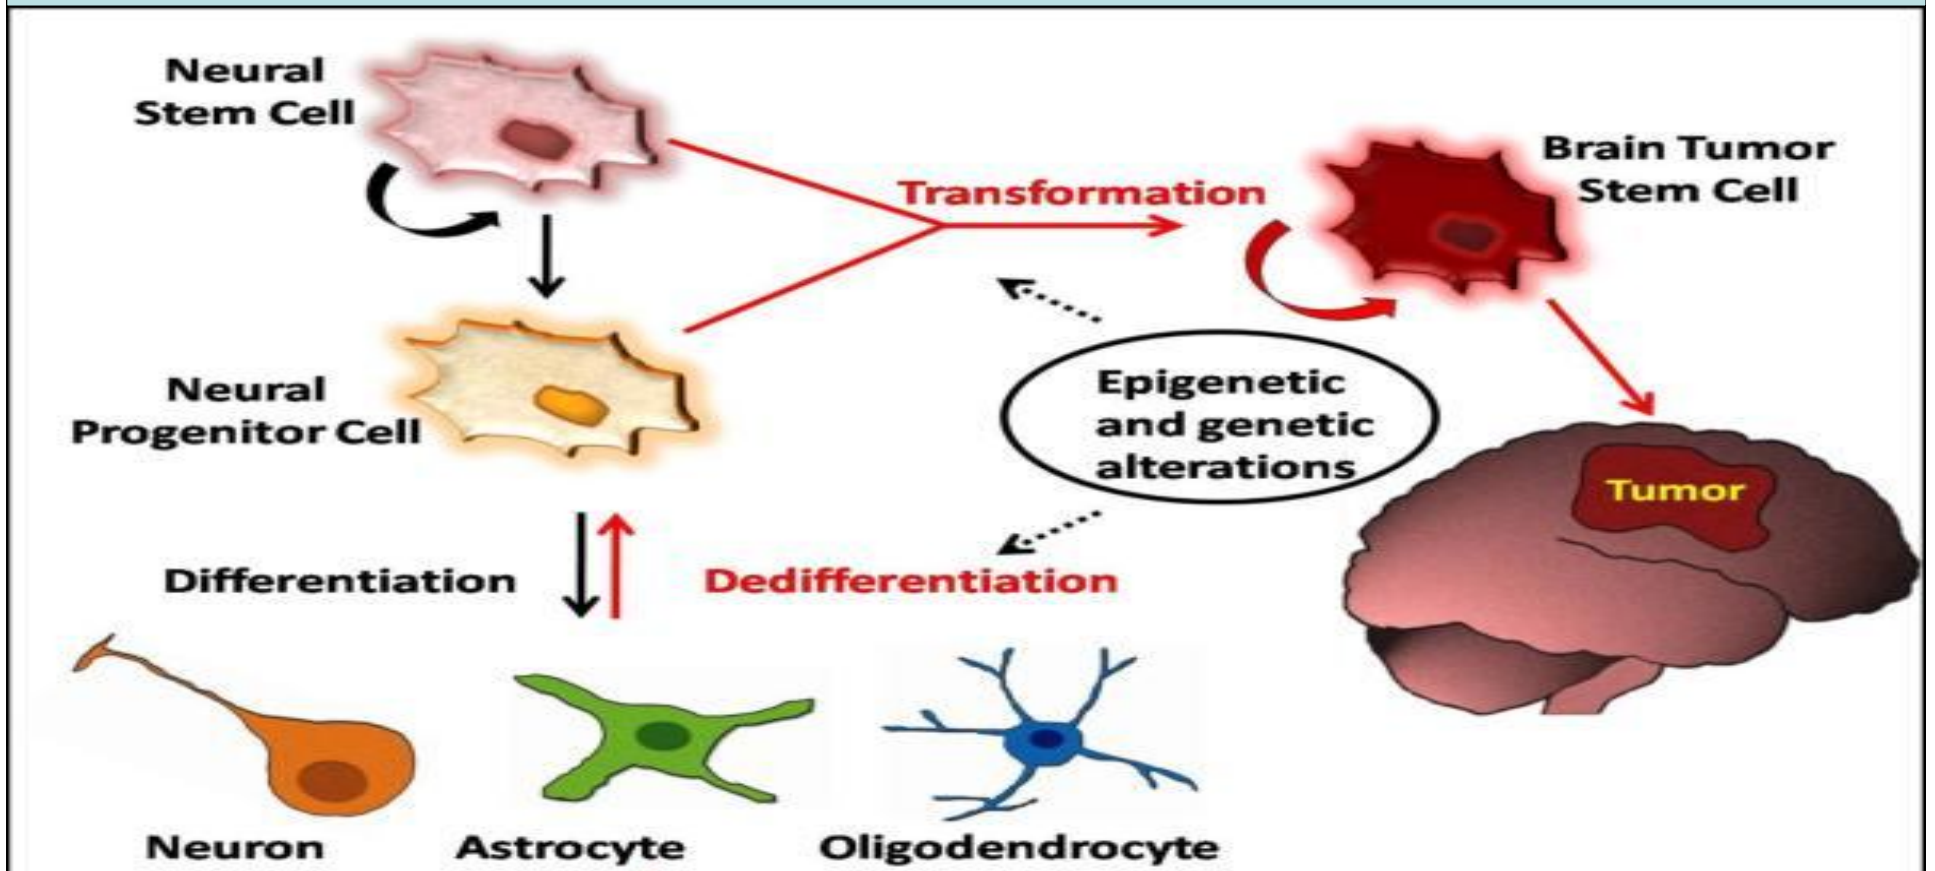 Neural
Stem Cell
Brain Tumor
Stem Cell
Transformation
Neural
Progenitor Cell
Epigenetic
and genetic
alterations
Tumor
Differentiation
Dedifferentiation
Neuron
Astrocyte
Oligodendrocyte